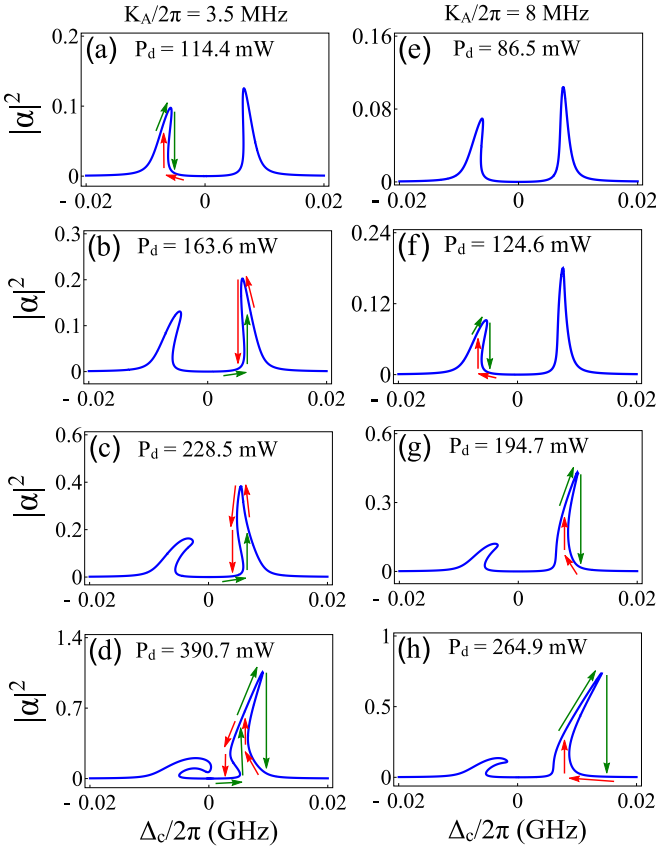 K_A/2π = 3.5 MHz
K_A/2π = 8 MHz
(a) P_d = 114.4 mW
|α|²
0.2
0.1
0
- 0.02 0 0.02
(e) P_d = 86.5 mW
0.16
0.08
0
- 0.02 0 0.02
(b) P_d = 163.6 mW
|α|²
0.3
0.2
0.1
0
- 0.02 0 0.02
(f) P_d = 124.6 mW
0.24
0.12
0
- 0.02 0 0.02
(c) P_d = 228.5 mW
|α|²
0.6
0.4
0.2
0
- 0.02 0 0.02
(g) P_d = 194.7 mW
0.6
0.3
0
- 0.02 0 0.02
(d) P_d = 390.7 mW
|α|²
1.4
0.7
0
- 0.02 0 0.02
Δ_c/2π (GHz)
(h) P_d = 264.9 mW
1
0.5
0
- 0.02 0 0.02
Δ_c/2π (GHz)